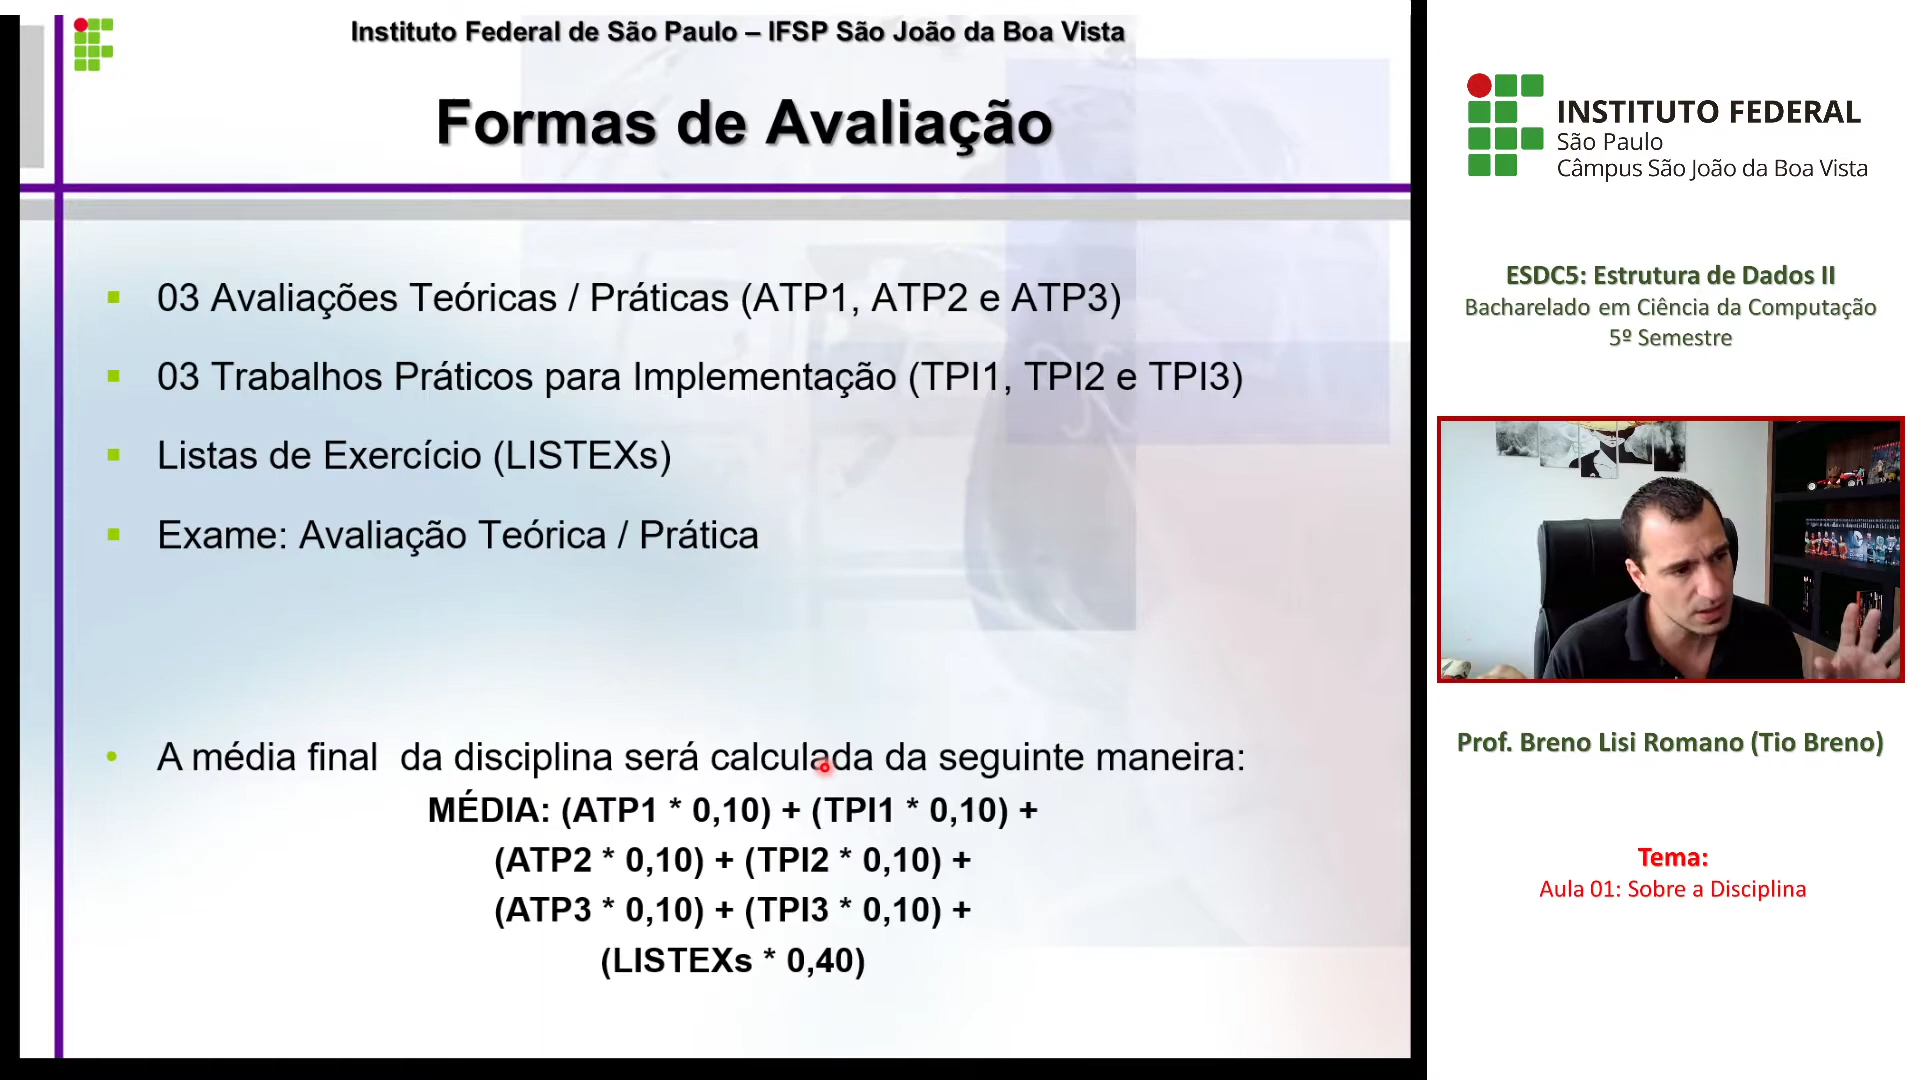 Instituto Federal de São Paulo – IFSP São João da Boa Vista
Formas de Avaliação
03 Avaliações Teóricas / Práticas (ATP1, ATP2 e ATP3)
03 Trabalhos Práticos para Implementação (TPI1, TPI2 e TPI3)
Listas de Exercício (LISTEXs)
Exame: Avaliação Teórica / Prática
A média final da disciplina será calculada da seguinte maneira:
MÉDIA: (ATP1 * 0,10) + (TPI1 * 0,10) +
(ATP2 * 0,10) + (TPI2 * 0,10) +
(ATP3 * 0,10) + (TPI3 * 0,10) +
(LISTEXs * 0,40)
INSTITUTO FEDERAL
São Paulo
Câmpus São João da Boa Vista
ESDC5: Estrutura de Dados II
Bacharelado em Ciência da Computação
5º Semestre
Prof. Breno Lisi Romano (Tio Breno)
Tema:
Aula 01: Sobre a Disciplina